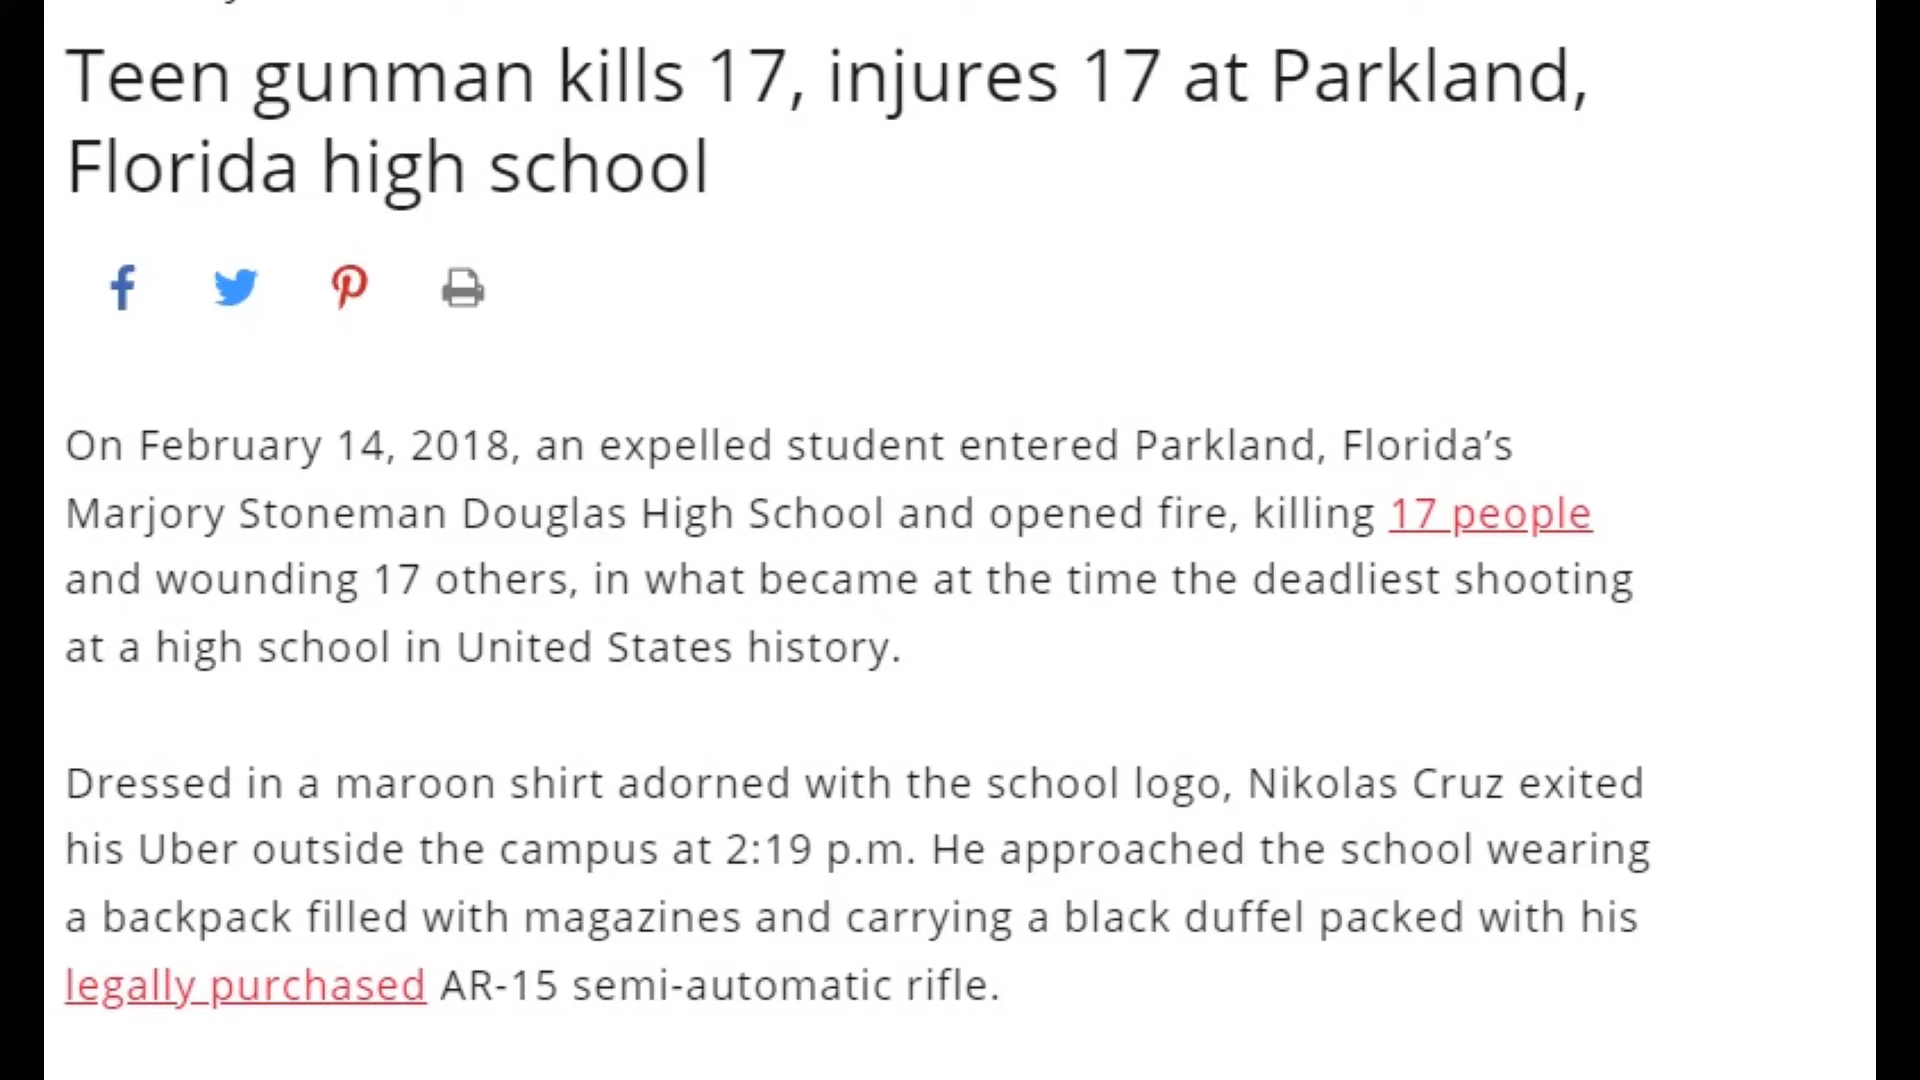 Teen gunman kills 17, injures 17 at Parkland,
Florida high school
On February 14, 2018, an expelled student entered Parkland, Florida’s
Marjory Stoneman Douglas High School and opened fire, killing 17 people
and wounding 17 others, in what became at the time the deadliest shooting
at a high school in United States history.
Dressed in a maroon shirt adorned with the school logo, Nikolas Cruz exited
his Uber outside the campus at 2:19 p.m. He approached the school wearing
a backpack filled with magazines and carrying a black duffel packed with his
legally purchased AR-15 semi-automatic rifle.